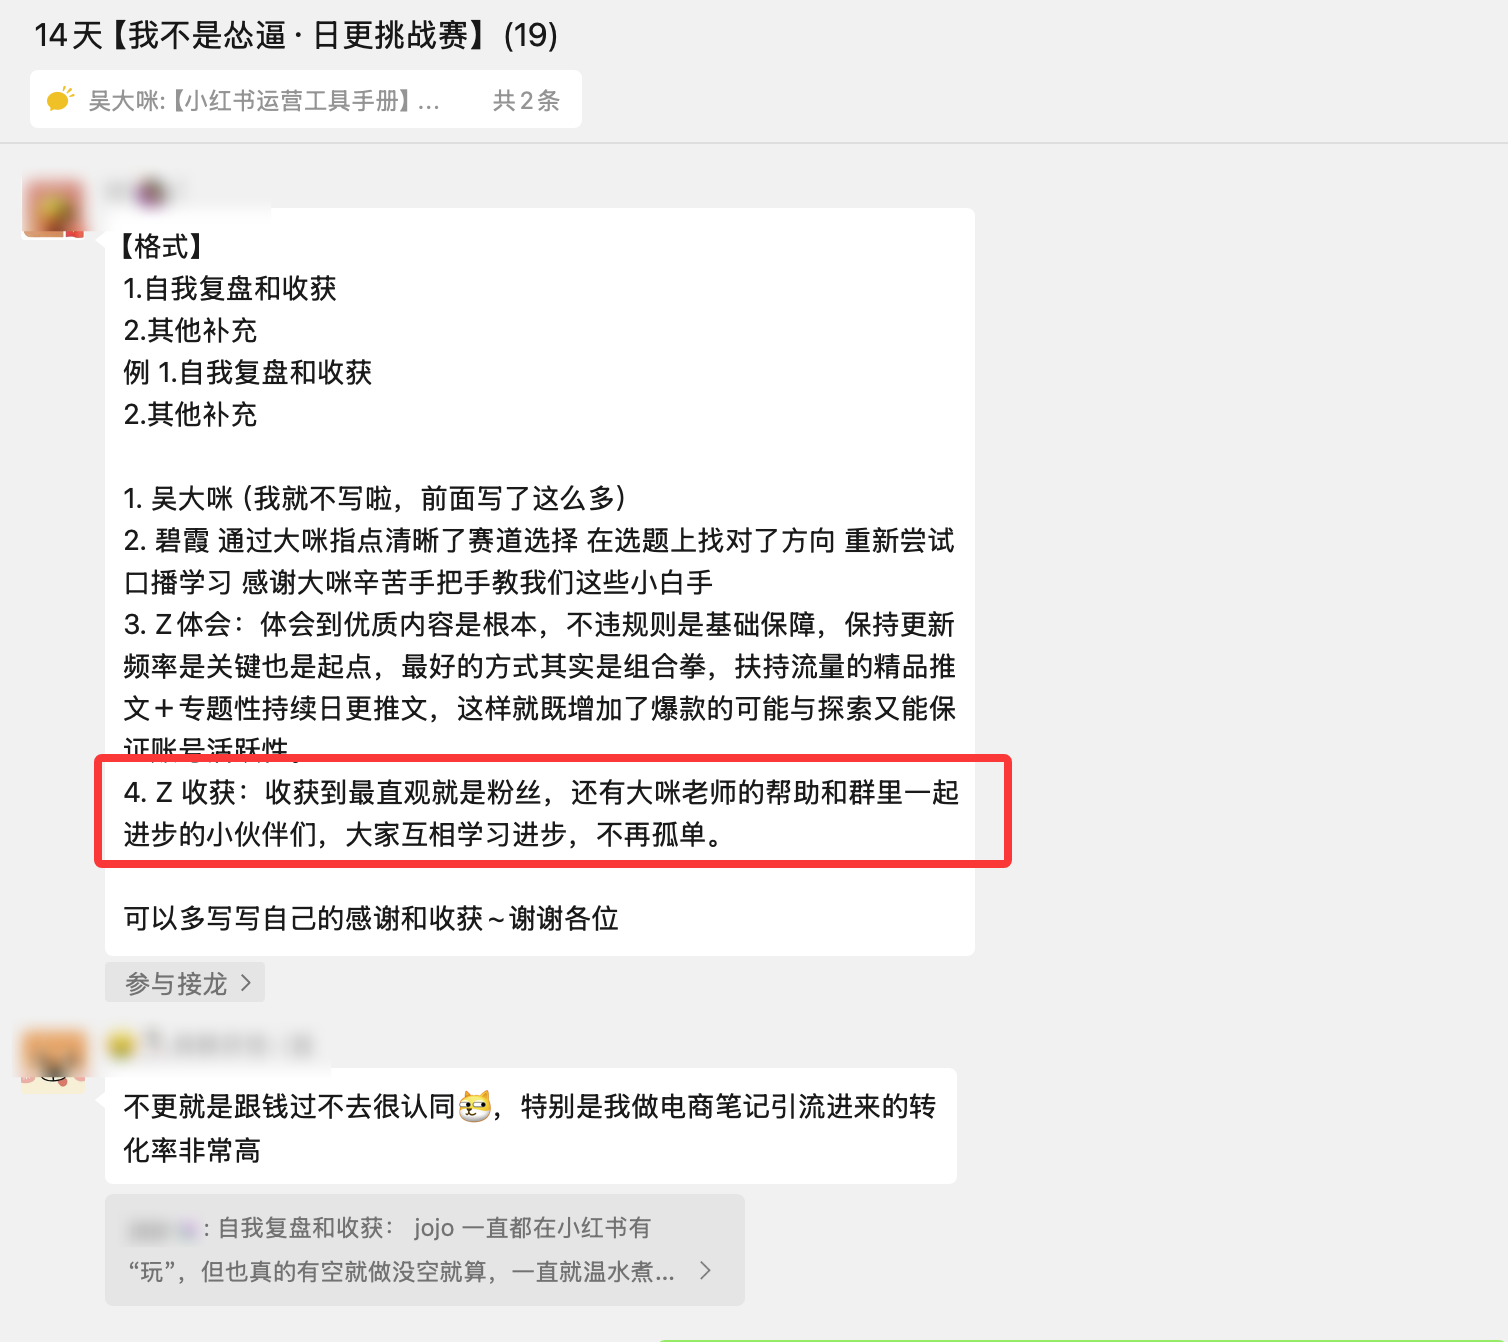 14天【我不是怂逼·日更挑战赛】(19)
吴大咪:【小红书运营工具手册】... 共2条
【格式】
1.自我复盘和收获
2.其他补充
例 1.自我复盘和收获
2.其他补充
1. 吴大咪（我就不写啦，前面写了这么多）
2. 碧霞 通过大咪指点清晰了赛道选择 在选题上找对了方向 重新尝试
口播学习 感谢大咪辛苦手把手教我们这些小白手
3. Z体会：体会到优质内容是根本，不违规则是基础保障，保持更新
频率是关键也是起点，最好的方式其实是组合拳，扶持流量的精品推
文＋专题性持续日更推文，这样就既增加了爆款的可能与探索又能保
证账号活跃性。
4. Z 收获：收获到最直观就是粉丝，还有大咪老师的帮助和群里一起
进步的小伙伴们，大家互相学习进步，不再孤单。
可以多写写自己的感谢和收获~谢谢各位
参与接龙
不更就是跟钱过不去很认同，特别是我做电商笔记引流进来的转
化率非常高
: 自我复盘和收获： jojo 一直都在小红书有
“玩”，但也真的有空就做没空就算，一直就温水煮...